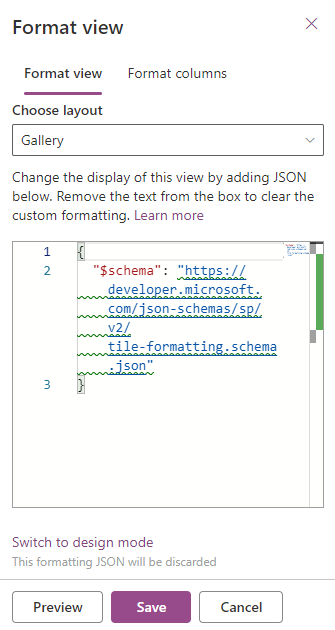 Format view
Format view Format columns
Choose layout
Gallery
Change the display of this view by adding JSON
below. Remove the text from the box to clear the
custom formatting. Learn more
1 {
2 "$schema": "https://
developer.microsoft.
com/json-schemas/sp/
v2/
tile-formatting.schema
.json"
3 }
Switch to design mode
This formatting JSON will be discarded
Preview Save Cancel